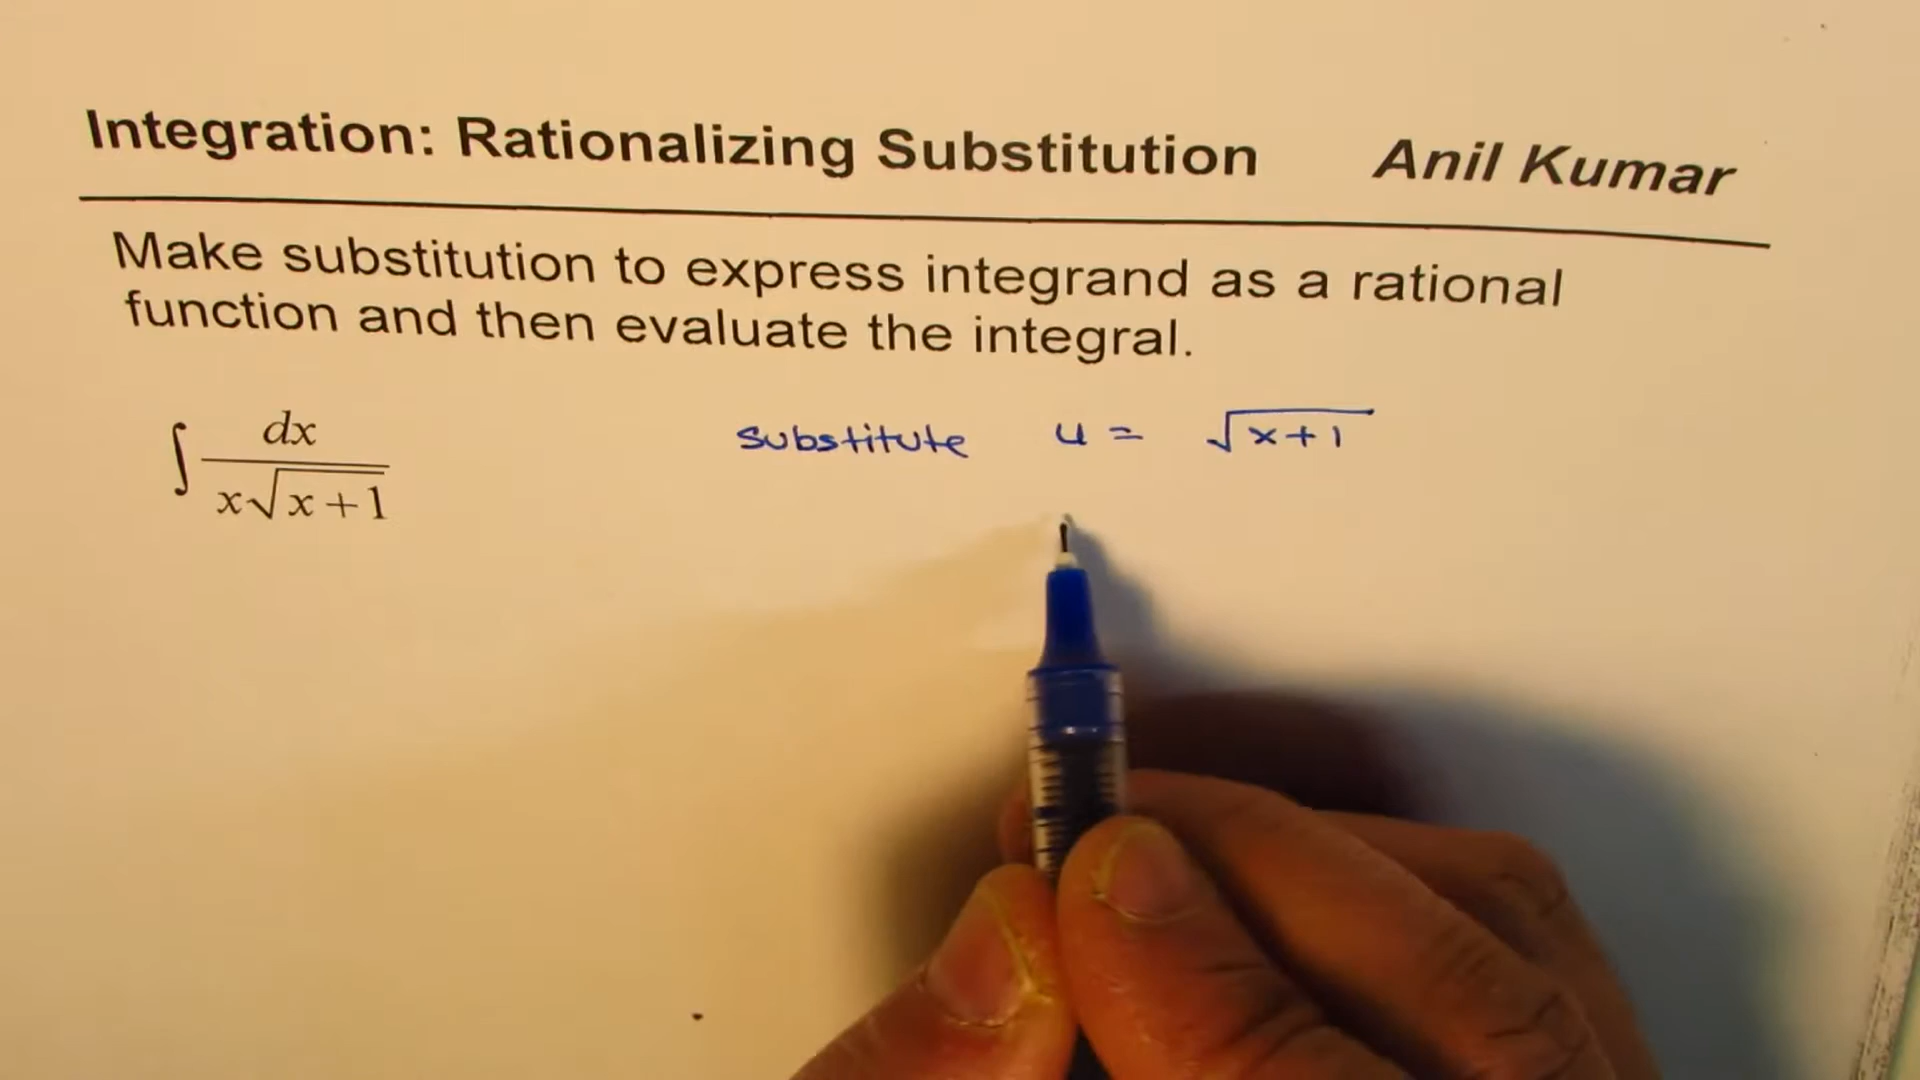 Integration: Rationalizing Substitution Anil Kumar
Make substitution to express integrand as a rational
function and then evaluate the integral.
∫ dx / (x√(x+1)) substitute u = √(x+1)